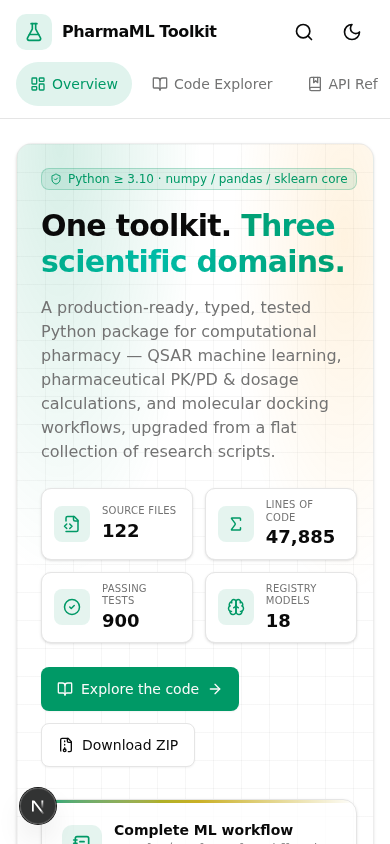 PharmaML Toolkit
Overview
Code Explorer
API Ref
Python ≥ 3.10 · numpy / pandas / sklearn core
One toolkit. Three
scientific domains.
A production-ready, typed, tested
Python package for computational
pharmacy — QSAR machine learning,
pharmaceutical PK/PD & dosage
calculations, and molecular docking
workflows, upgraded from a flat
collection of research scripts.
SOURCE FILES
122
LINES OF
CODE
47,885
PASSING
TESTS
900
REGISTRY
MODELS
18
Explore the code
Download ZIP
N
Complete ML workflow